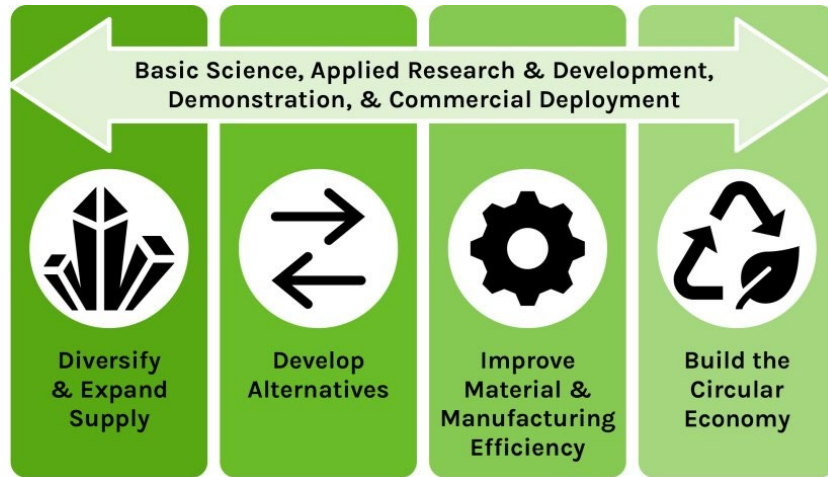 Basic Science, Applied Research & Development,
Demonstration, & Commercial Deployment
Diversify
& Expand
Supply
Develop
Alternatives
Improve
Material &
Manufacturing
Efficiency
Build the
Circular
Economy